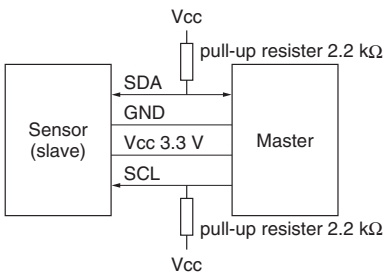 Vcc
pull-up resister 2.2 kΩ
SDA
GND
Sensor
(slave)
Vcc 3.3 V
Master
SCL
pull-up resister 2.2 kΩ
Vcc